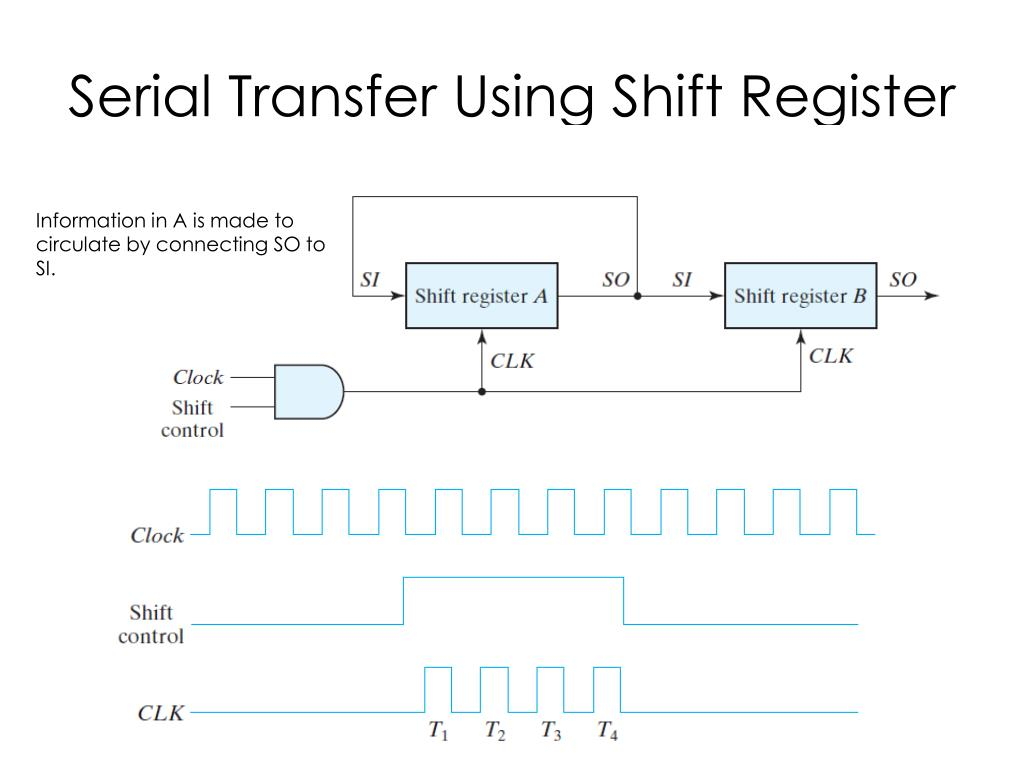 Serial Transfer Using Shift Register
Information in A is made to
circulate by connecting SO to
SI.
SI
Shift register A
SO
SI
Shift register B
SO
CLK
CLK
Clock
Shift
control
Clock
Shift
control
CLK
T1 T2 T3 T4